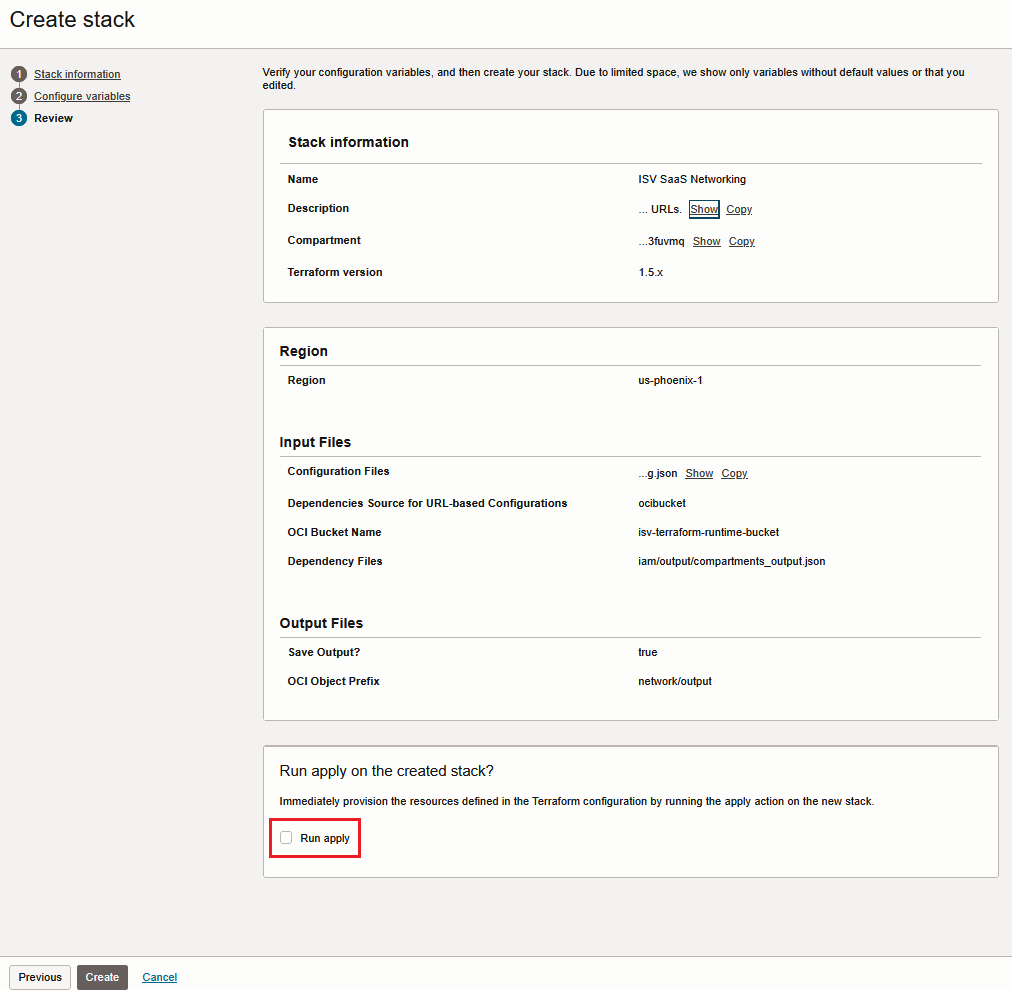 Create stack
1 Stack information
2 Configure variables
3 Review
Verify your configuration variables, and then create your stack. Due to limited space, we show only variables without default values or that you
edited.
Stack information
Name ISV SaaS Networking
Description ... URLs. Show Copy
Compartment ...3fuvmq Show Copy
Terraform version 1.5.x
Region
Region us-phoenix-1
Input Files
Configuration Files ...g.json Show Copy
Dependencies Source for URL-based Configurations ocibucket
OCI Bucket Name isv-terraform-runtime-bucket
Dependency Files iam/output/compartments_output.json
Output Files
Save Output? true
OCI Object Prefix network/output
Run apply on the created stack?
Immediately provision the resources defined in the Terraform configuration by running the apply action on the new stack.
Run apply
Previous Create Cancel